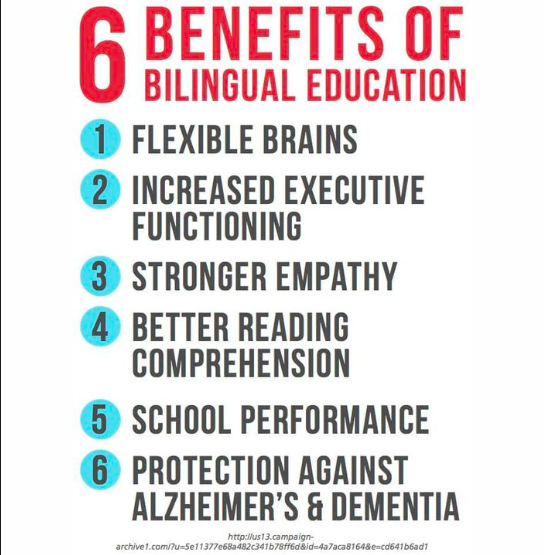 6 BENEFITS OF
BILINGUAL EDUCATION
1 FLEXIBLE BRAINS
2 INCREASED EXECUTIVE
FUNCTIONING
3 STRONGER EMPATHY
4 BETTER READING
COMPREHENSION
5 SCHOOL PERFORMANCE
6 PROTECTION AGAINST
ALZHEIMER'S & DEMENTIA
http://us13.campaign-
archive1.com/?u=5e11377e68a482c341b78ff6d&id=4a7aca8164&e=cd641b6ad1